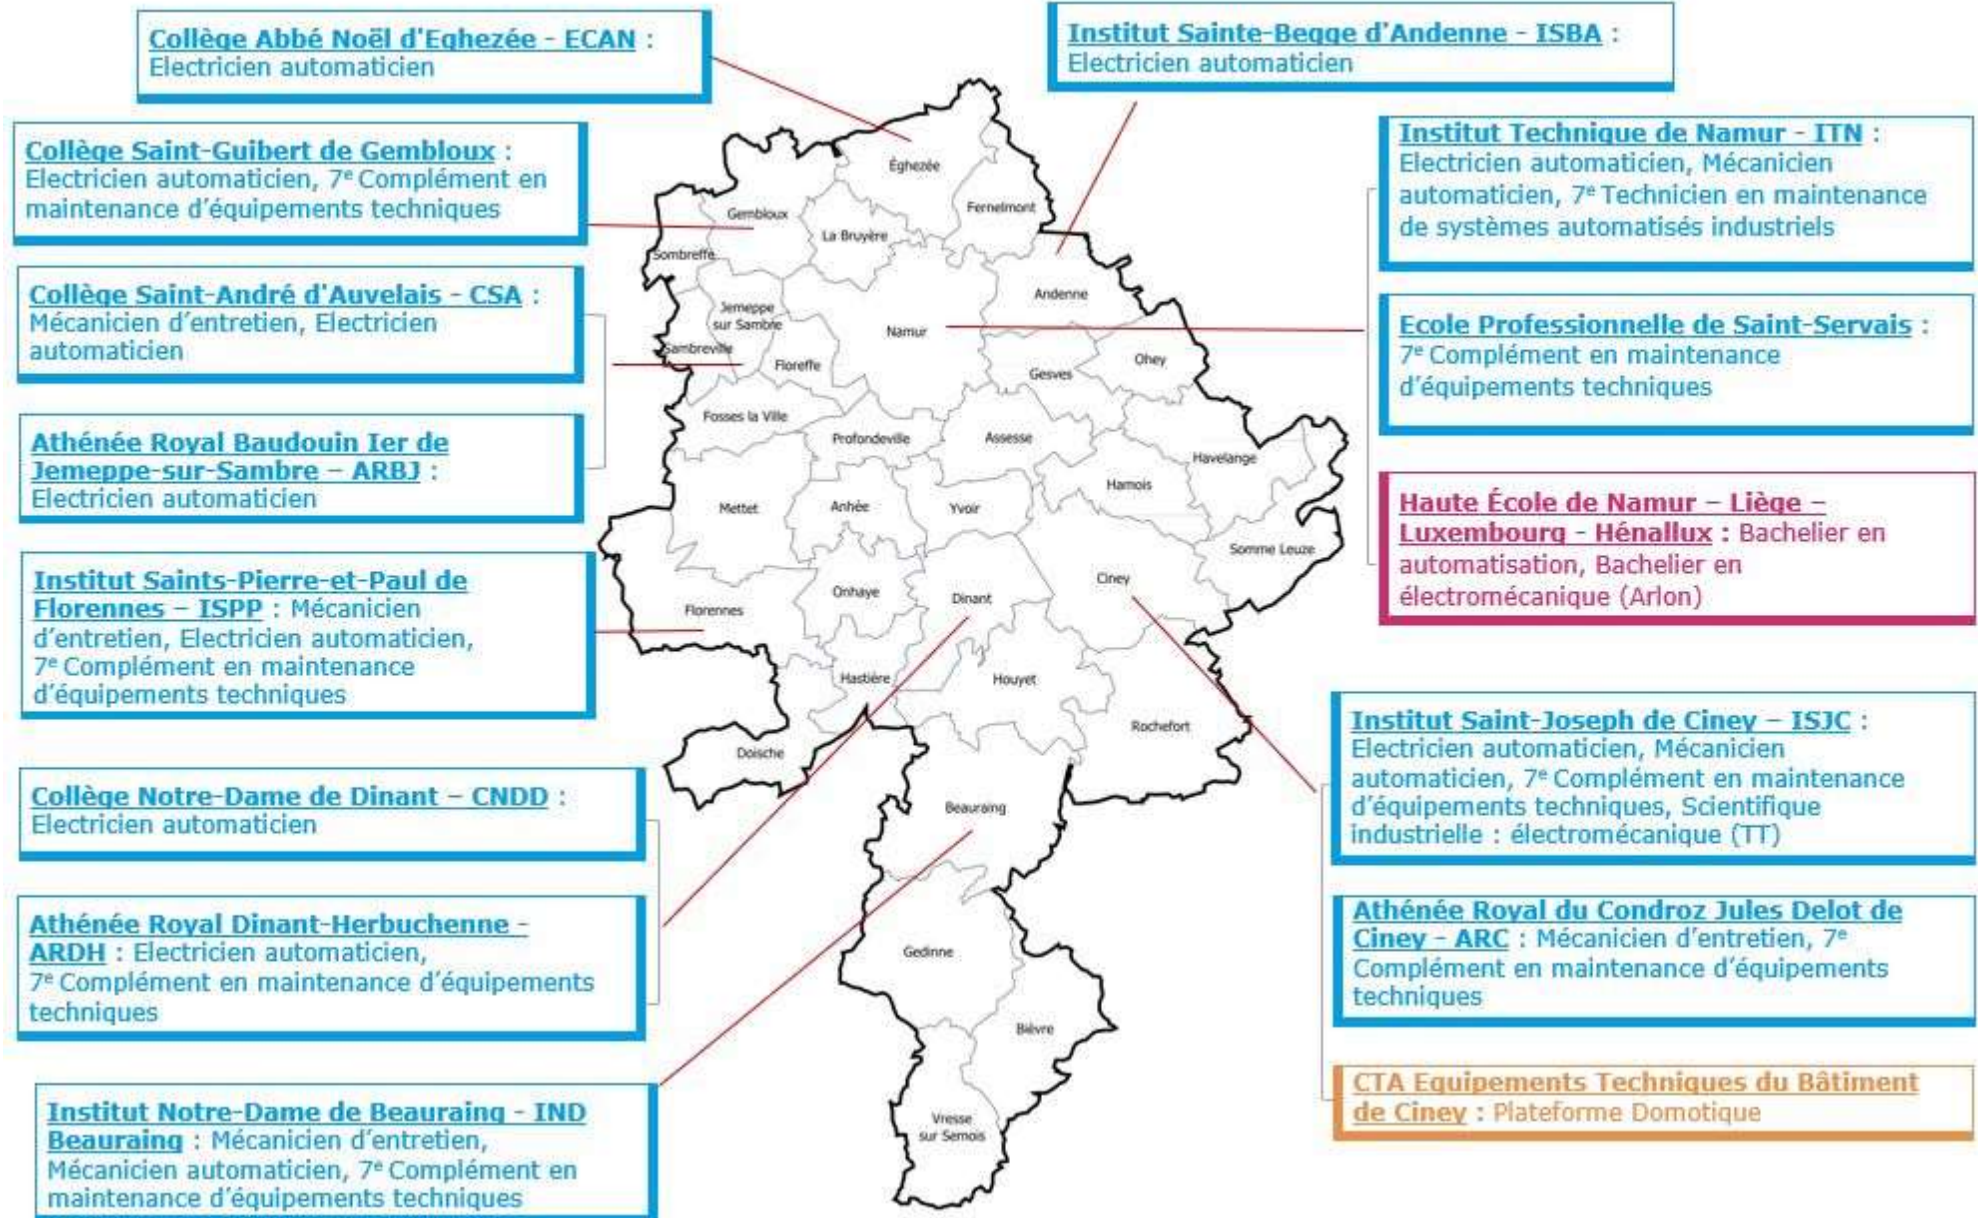 Collège Abbé Noël d'Eghezée - ECAN :
Electricien automaticien
Institut Sainte-Begge d'Andenne - ISBA :
Electricien automaticien
Collège Saint-Guibert de Gembloux :
Electricien automaticien, 7e Complément en
maintenance d'équipements techniques
Institut Technique de Namur - ITN :
Electricien automaticien, Mécanicien
automaticien, 7e Technicien en maintenance
de systèmes automatisés industriels
Collège Saint-André d'Auvelais - CSA :
Mécanicien d'entretien, Electricien
automaticien
Ecole Professionnelle de Saint-Servais :
7e Complément en maintenance
d'équipements techniques
Athénée Royal Baudouin Ier de
Jemeppe-sur-Sambre – ARBJ :
Electricien automaticien
Haute École de Namur – Liège –
Luxembourg - Hénallux : Bachelier en
automatisation, Bachelier en
électromécanique (Arlon)
Institut Saints-Pierre-et-Paul de
Florennes – ISPP : Mécanicien
d'entretien, Electricien automaticien,
7e Complément en maintenance
d'équipements techniques
Institut Saint-Joseph de Ciney – ISJC :
Electricien automaticien, Mécanicien
automaticien, 7e Complément en maintenance
d'équipements techniques, Scientifique
industrielle : électromécanique (TT)
Collège Notre-Dame de Dinant – CNDD :
Electricien automaticien
Athénée Royal Dinant-Herbuchenne -
ARDH : Electricien automaticien,
7e Complément en maintenance d'équipements
techniques
Athénée Royal du Condroz Jules Delot de
Ciney - ARC : Mécanicien d'entretien, 7e
Complément en maintenance d'équipements
techniques
Institut Notre-Dame de Beauraing - IND
Beauraing : Mécanicien d'entretien,
Mécanicien automaticien, 7e Complément en
maintenance d'équipements techniques
CTA Equipements Techniques du Bâtiment
de Ciney : Plateforme Domotique
Éghezée
Fernelmont
Gembloux
La Bruyère
Sombreffe
Andenne
Jemeppe
sur Sambre
Namur
Sambreville
Floreffe
Ohey
Gesves
Fosses la Ville
Profondeville
Assesse
Havelange
Hamois
Mettet
Anhée
Yvoir
Somme Leuze
Ciney
Onhaye
Dinant
Florennes
Hastière
Houyet
Rochefort
Doische
Beauraing
Gedinne
Bièvre
Vresse
sur Semois